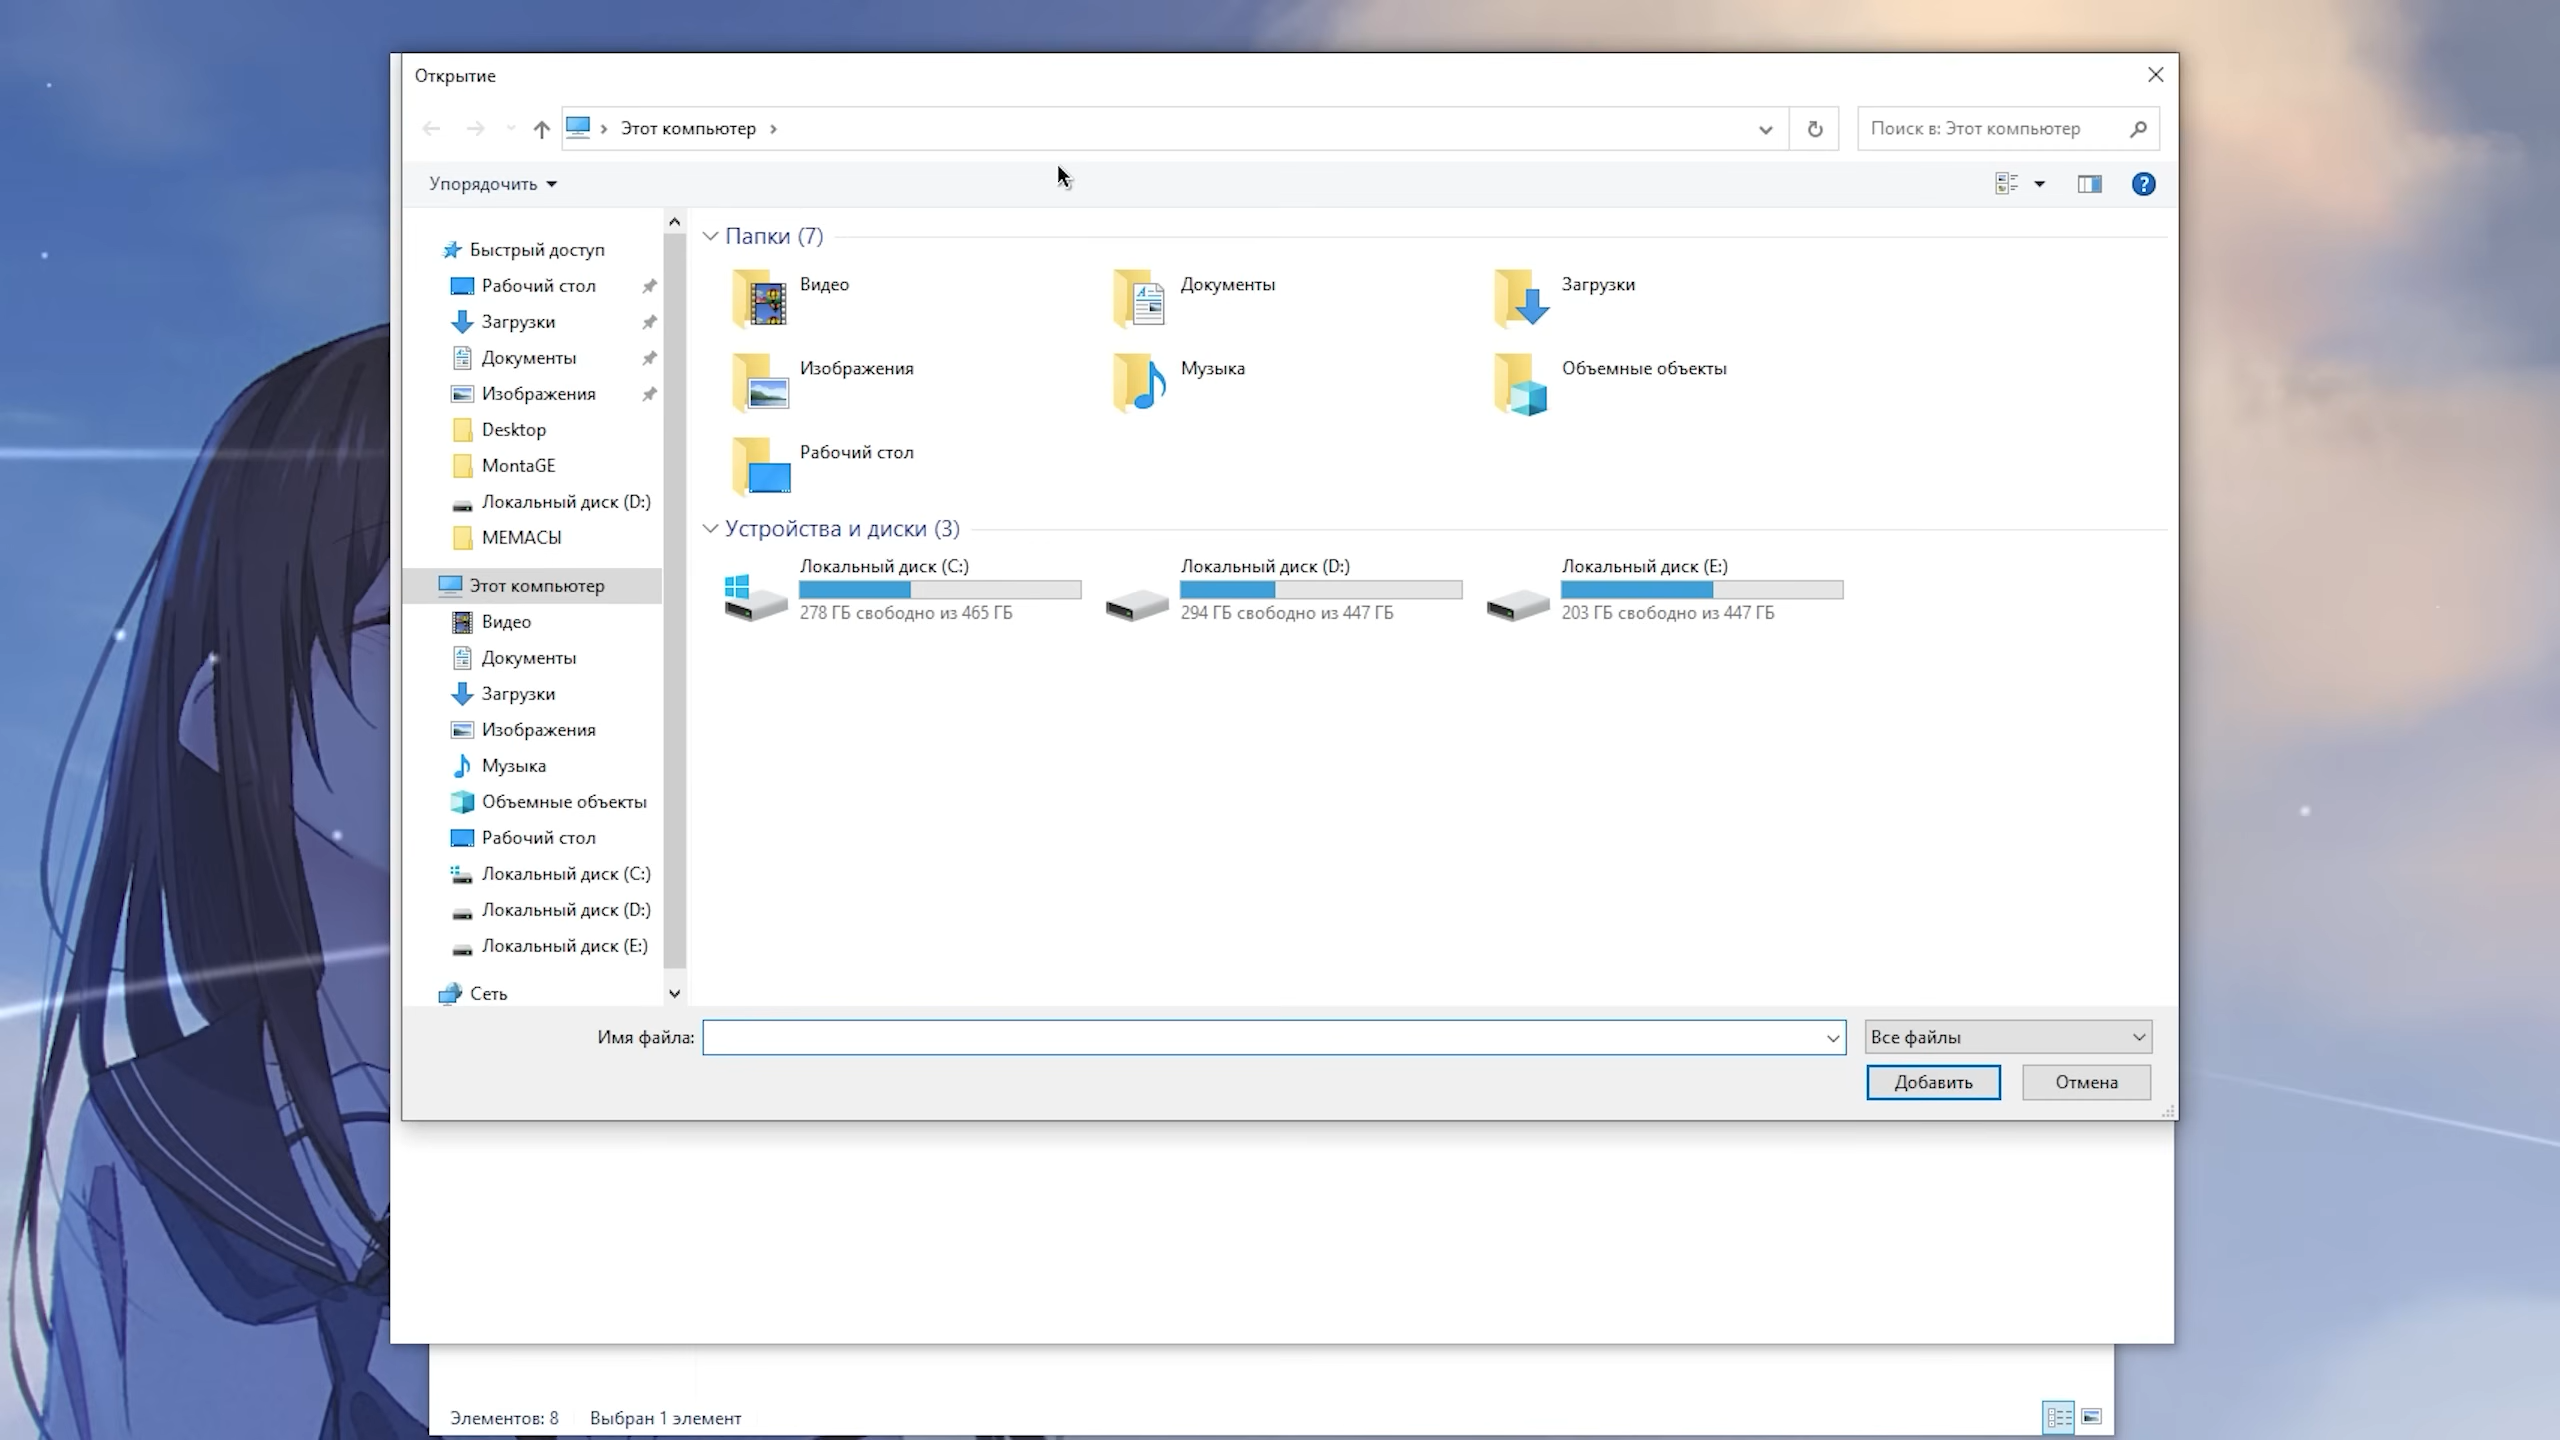 Открытие
Этот компьютер
Поиск в: Этот компьютер
Упорядочить
Быстрый доступ
Рабочий стол
Загрузки
Документы
Изображения
Desktop
MontaGE
Локальный диск (D:)
МЕМАСЫ
Этот компьютер
Видео
Документы
Загрузки
Изображения
Музыка
Объемные объекты
Рабочий стол
Локальный диск (C:)
Локальный диск (D:)
Локальный диск (E:)
Сеть
Папки (7)
Видео
Документы
Загрузки
Изображения
Музыка
Объемные объекты
Рабочий стол
Устройства и диски (3)
Локальный диск (C:)
278 ГБ свободно из 465 ГБ
Локальный диск (D:)
294 ГБ свободно из 447 ГБ
Локальный диск (E:)
203 ГБ свободно из 447 ГБ
Имя файла:
Все файлы
Добавить
Отмена
Элементов: 8
Выбран 1 элемент